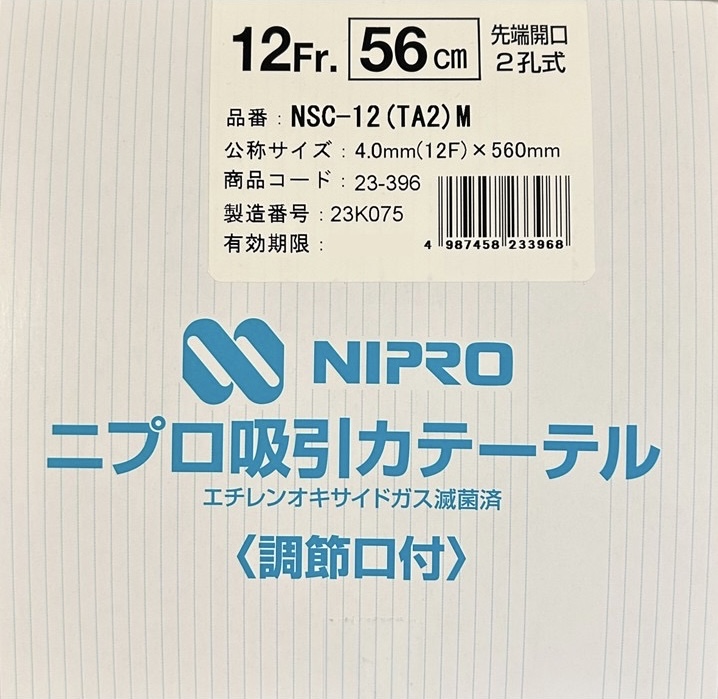 12Fr. 56cm 先端開口
2孔式
品番：NSC-12(TA2)M
公称サイズ：4.0mm(12F)×560mm
商品コード：23-396
製造番号：23K075
有効期限：
4 987458 233968
NIPRO
ニプロ吸引カテーテル
エチレンオキサイドガス滅菌済
〈調節口付〉